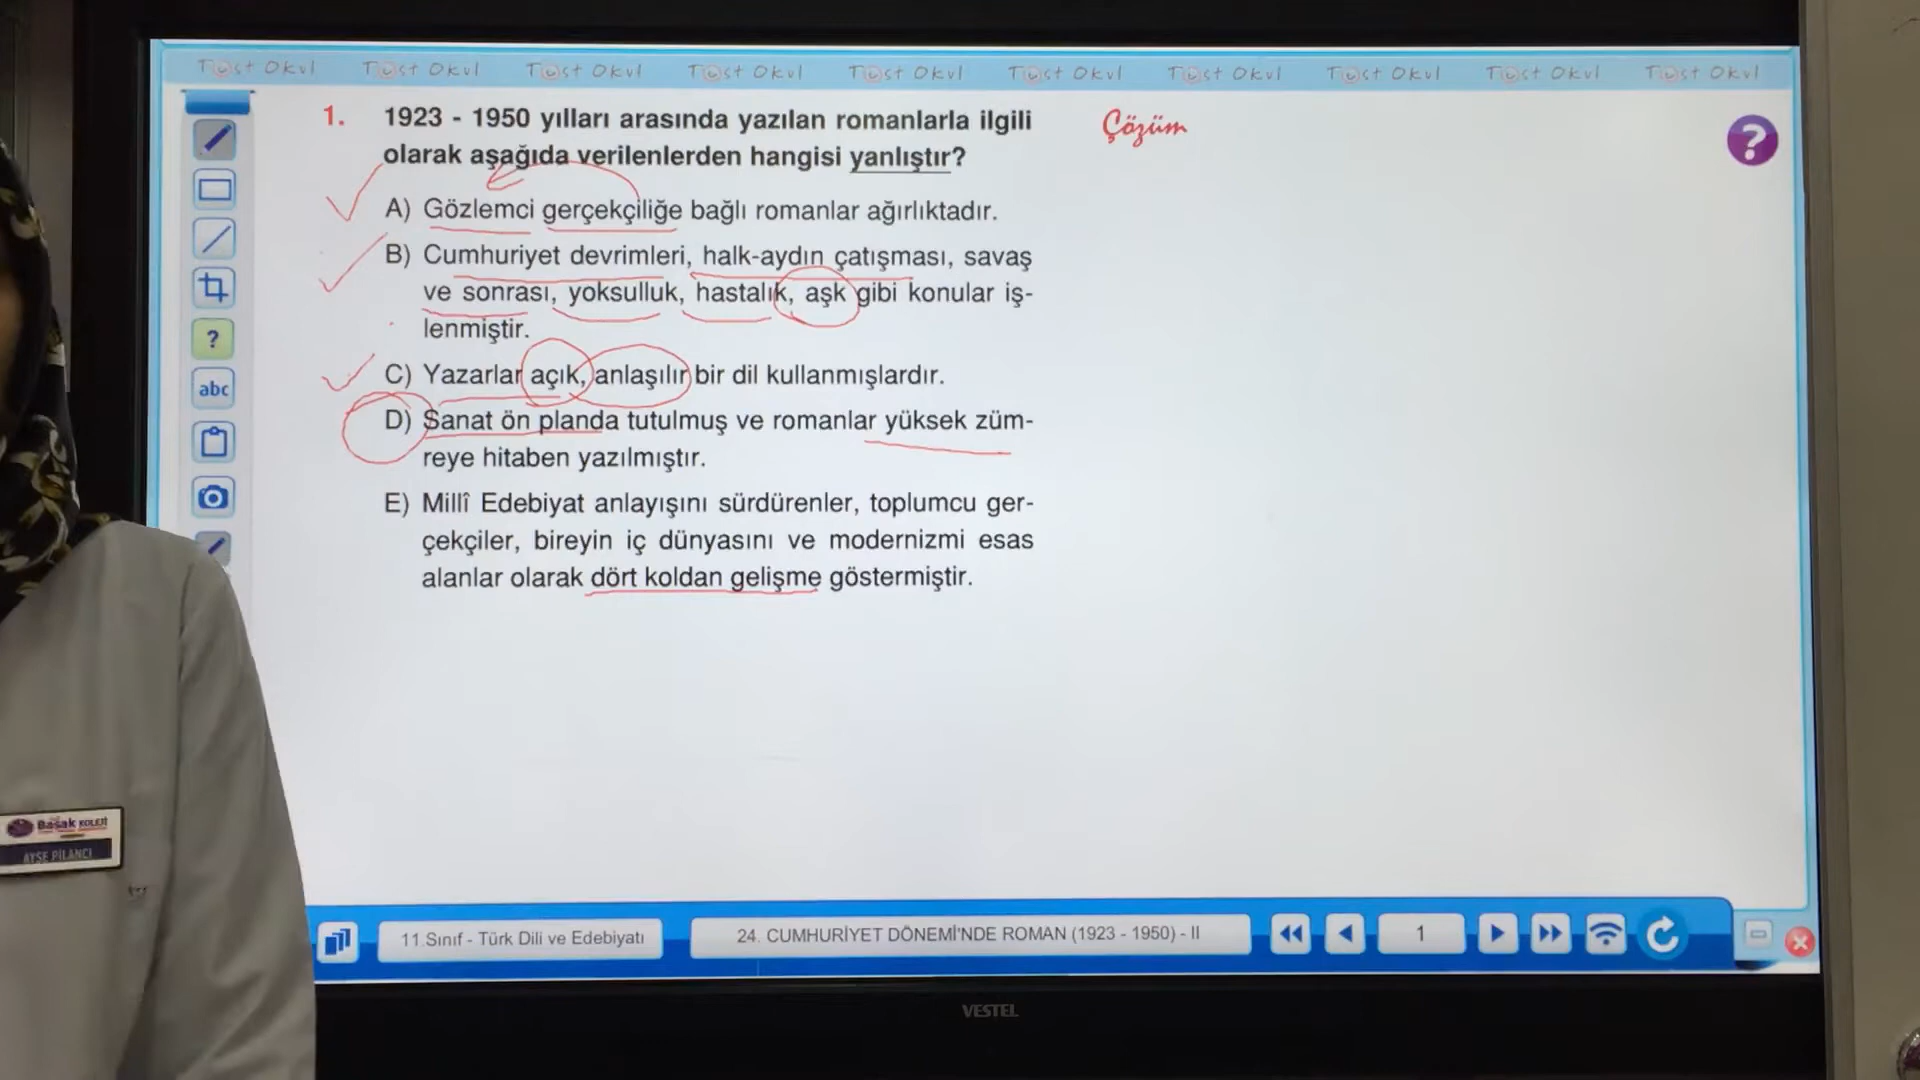 Test Okul Test Okul Test Okul Test Okul Test Okul Test Okul Test Okul Test Okul Test Okul Test Okul
1. 1923 - 1950 yılları arasında yazılan romanlarla ilgili
olarak aşağıda verilenlerden hangisi yanlıştır?
A) Gözlemci gerçekçiliğe bağlı romanlar ağırlıktadır.
B) Cumhuriyet devrimleri, halk-aydın çatışması, savaş
ve sonrası, yoksulluk, hastalık, aşk gibi konular iş-
lenmiştir.
C) Yazarlar açık, anlaşılır bir dil kullanmışlardır.
D) Sanat ön planda tutulmuş ve romanlar yüksek züm-
reye hitaben yazılmıştır.
E) Millî Edebiyat anlayışını sürdürenler, toplumcu ger-
çekçiler, bireyin iç dünyasını ve modernizmi esas
alanlar olarak dört koldan gelişme göstermiştir.
Çözüm
?
?
abc
Başak KOLEJİ
AYŞE PİLANCI
11.Sınıf - Türk Dili ve Edebiyatı
24. CUMHURİYET DÖNEMİ'NDE ROMAN (1923 - 1950) - II
1
VESTEL